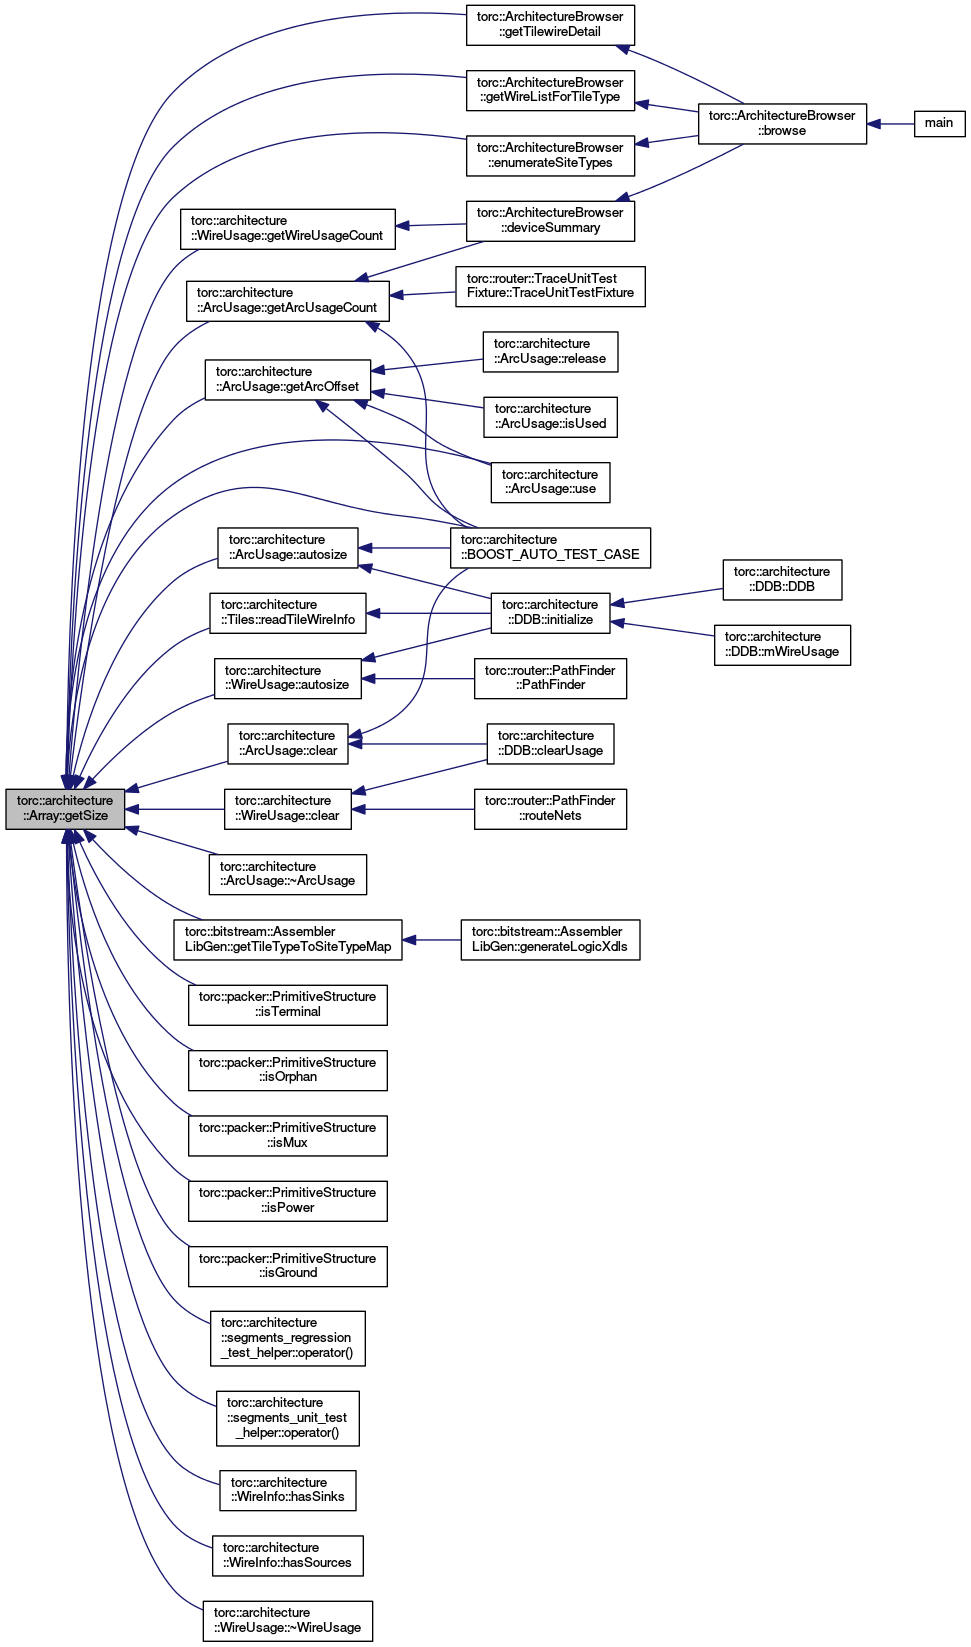 torc::ArchitectureBrowser
::getTilewireDetail
torc::ArchitectureBrowser
::getWireListForTileType
torc::ArchitectureBrowser
::browse
main
torc::ArchitectureBrowser
::enumerateSiteTypes
torc::ArchitectureBrowser
::deviceSummary
torc::architecture
::WireUsage::getWireUsageCount
torc::architecture
::ArcUsage::getArcUsageCount
torc::router::TraceUnitTest
Fixture::TraceUnitTestFixture
torc::architecture
::ArcUsage::release
torc::architecture
::ArcUsage::getArcOffset
torc::architecture
::ArcUsage::isUsed
torc::architecture
::ArcUsage::use
torc::architecture
::ArcUsage::autosize
torc::architecture
::BOOST_AUTO_TEST_CASE
torc::architecture
::DDB::DDB
torc::architecture
::Tiles::readTileWireInfo
torc::architecture
::DDB::initialize
torc::architecture
::DDB::mWireUsage
torc::architecture
::WireUsage::autosize
torc::router::PathFinder
::PathFinder
torc::architecture
::ArcUsage::clear
torc::architecture
::DDB::clearUsage
torc::architecture
::Array::getSize
torc::architecture
::WireUsage::clear
torc::router::PathFinder
::routeNets
torc::architecture
::ArcUsage::~ArcUsage
torc::bitstream::Assembler
LibGen::getTileTypeToSiteTypeMap
torc::bitstream::Assembler
LibGen::generateLogicXdls
torc::packer::PrimitiveStructure
::isTerminal
torc::packer::PrimitiveStructure
::isOrphan
torc::packer::PrimitiveStructure
::isMux
torc::packer::PrimitiveStructure
::isPower
torc::packer::PrimitiveStructure
::isGround
torc::architecture
::segments_regression
_test_helper::operator()
torc::architecture
::segments_unit_test
_helper::operator()
torc::architecture
::WireInfo::hasSinks
torc::architecture
::WireInfo::hasSources
torc::architecture
::WireUsage::~WireUsage